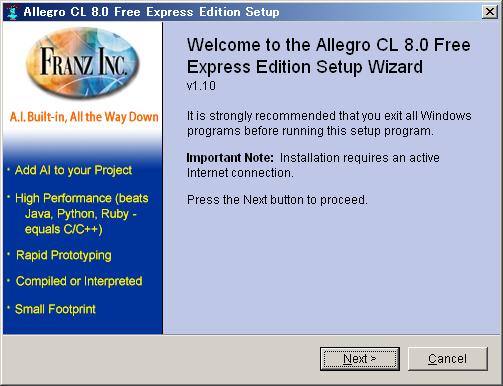 Allegro CL 8.0 Free Express Edition Setup
FRANZ INC.
A.I. Built-in, All the Way Down
· Add AI to your Project
· High Performance (beats
Java, Python, Ruby -
equals C/C++)
· Rapid Prototyping
· Compiled or Interpreted
· Small Footprint
Welcome to the Allegro CL 8.0 Free
Express Edition Setup Wizard
v1.10
It is strongly recommended that you exit all Windows
programs before running this setup program.
Important Note:  Installation requires an active
Internet connection.
Press the Next button to proceed.
Next >
Cancel